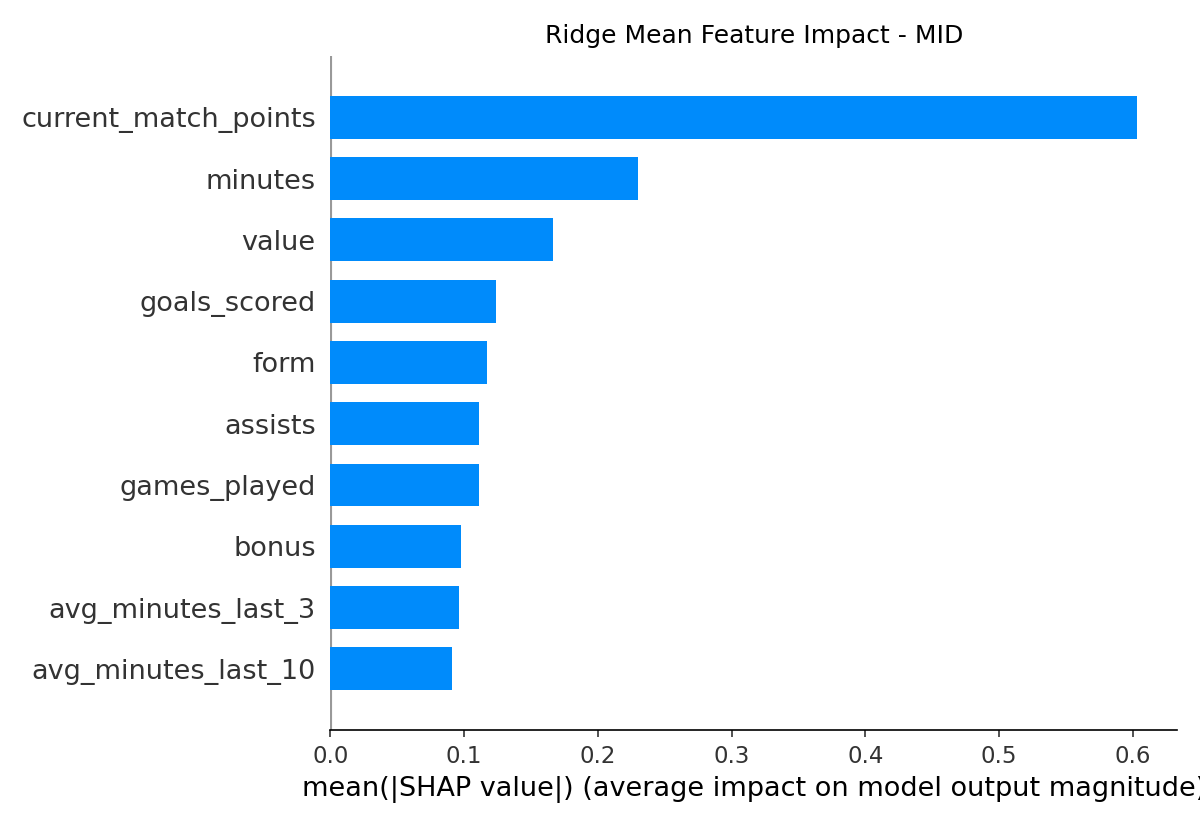 Ridge Mean Feature Impact - MID
current_match_points
minutes
value
goals_scored
form
assists
games_played
bonus
avg_minutes_last_3
avg_minutes_last_10
0.0 0.1 0.2 0.3 0.4 0.5 0.6
mean(|SHAP value|) (average impact on model output magnitude)